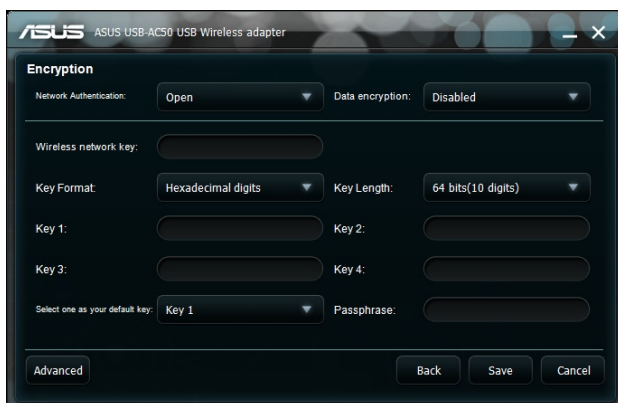 ASUS ASUS USB-AC50 USB Wireless adapter
Encryption
Network Authentication: Open Data encryption: Disabled
Wireless network key:
Key Format: Hexadecimal digits Key Length: 64 bits(10 digits)
Key 1: Key 2:
Key 3: Key 4:
Select one as your default key: Key 1 Passphrase:
Advanced Back Save Cancel